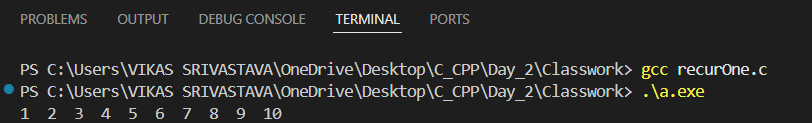 PROBLEMS OUTPUT DEBUG CONSOLE TERMINAL PORTS
PS C:\Users\VIKAS SRIVASTAVA\OneDrive\Desktop\C_CPP\Day_2\Classwork> gcc recurOne.c
PS C:\Users\VIKAS SRIVASTAVA\OneDrive\Desktop\C_CPP\Day_2\Classwork> .\a.exe
1 2 3 4 5 6 7 8 9 10